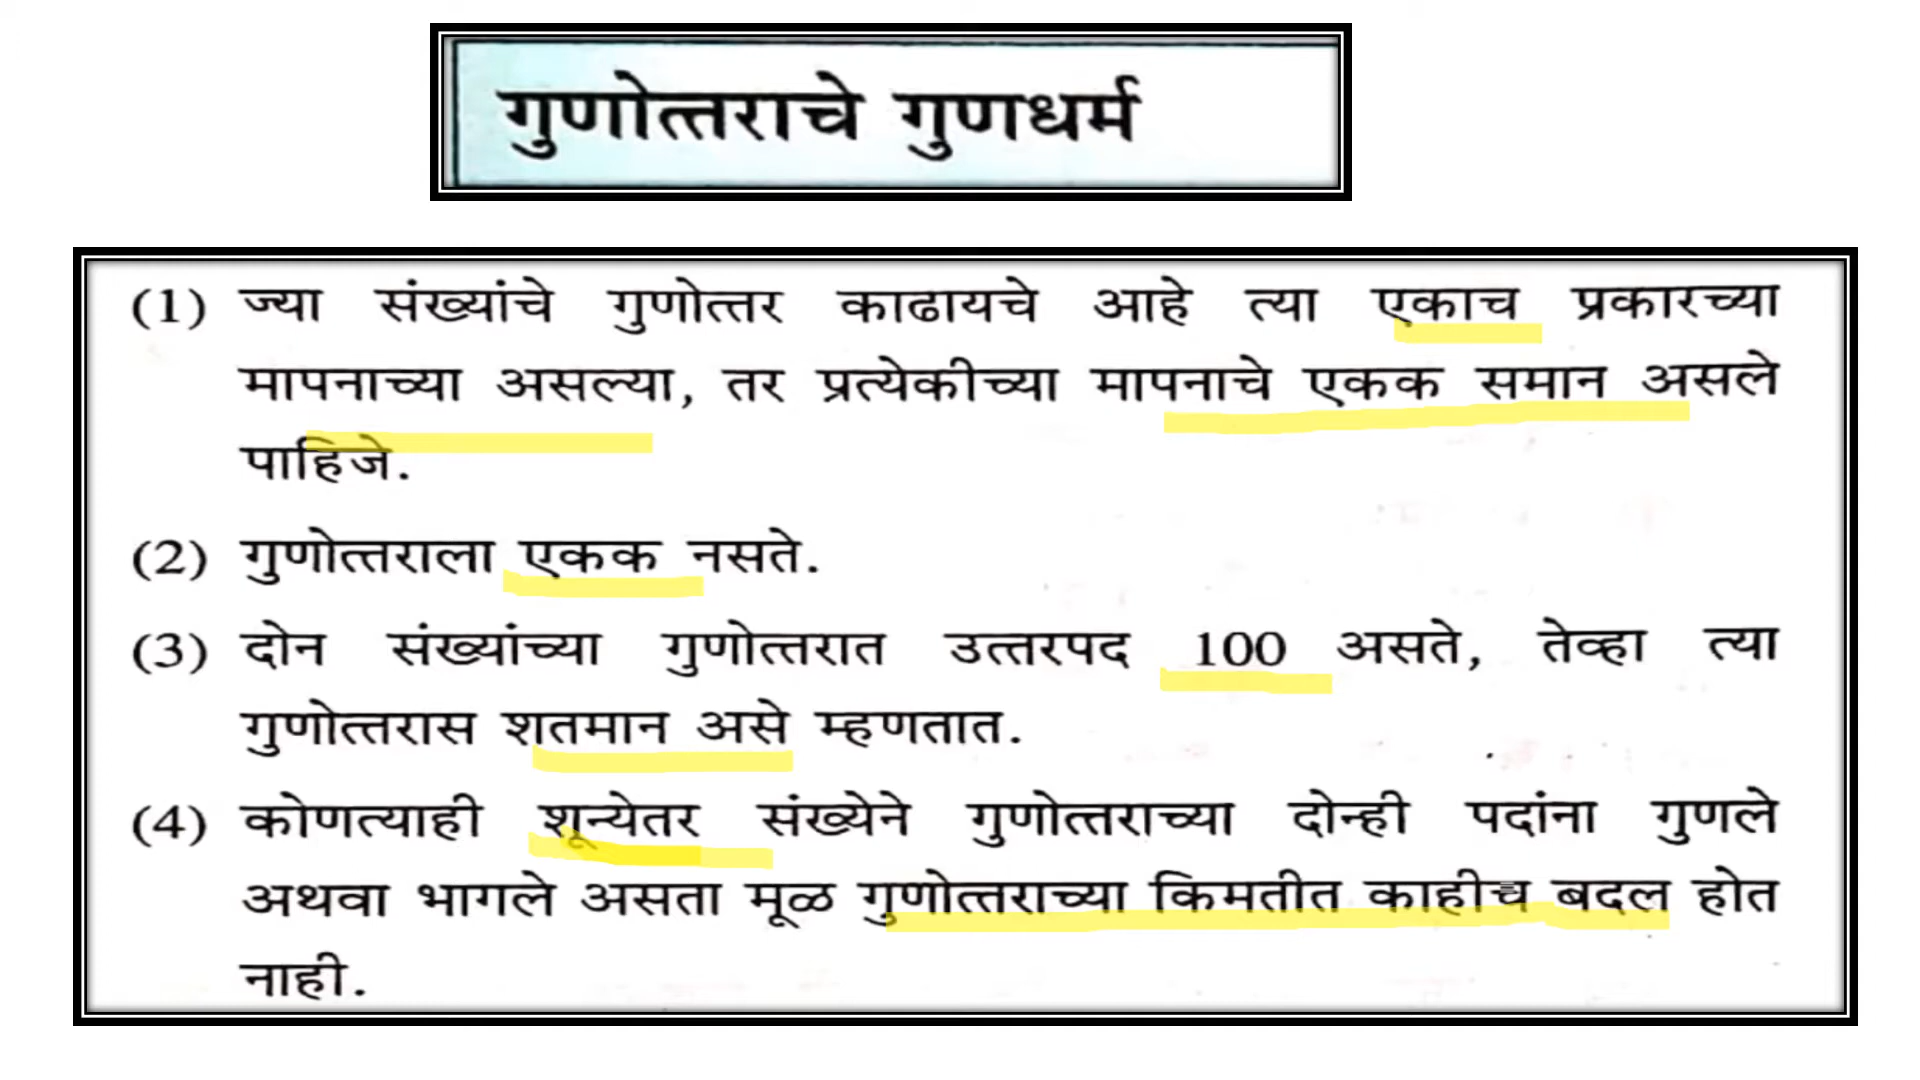 गुणोत्तराचे गुणधर्म
(1) ज्या संख्यांचे गुणोत्तर काढायचे आहे त्या एकाच प्रकारच्या
मापनाच्या असल्या, तर प्रत्येकीच्या मापनाचे एकक समान असले
पाहिजे.
(2) गुणोत्तराला एकक नसते.
(3) दोन संख्यांच्या गुणोत्तरात उत्तरपद 100 असते, तेव्हा त्या
गुणोत्तरास शतमान असे म्हणतात.
(4) कोणत्याही शून्येतर संख्येने गुणोत्तराच्या दोन्ही पदांना गुणले
अथवा भागले असता मूळ गुणोत्तराच्या किमतीत काहीच बदल होत
नाही.